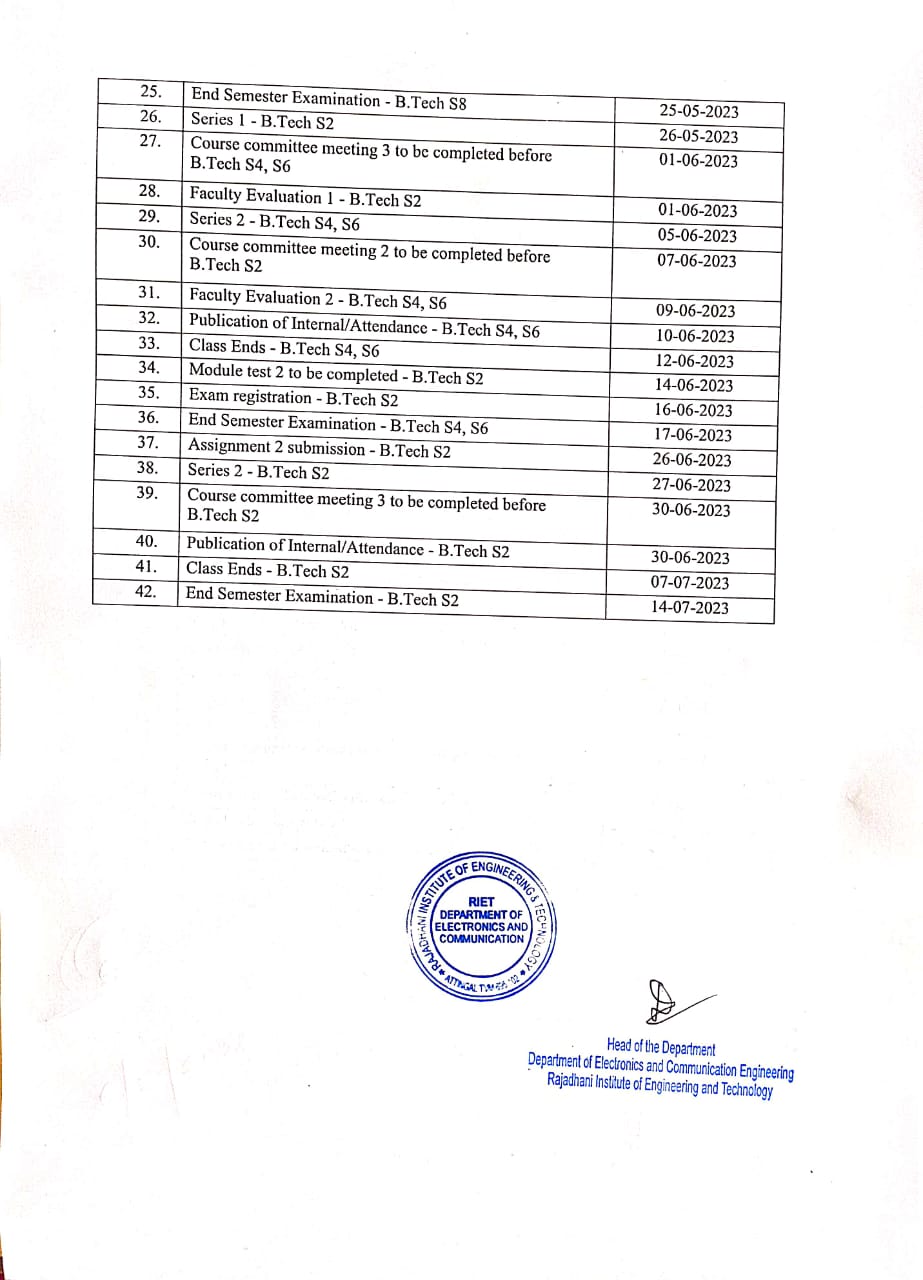 25. End Semester Examination - B.Tech S8 25-05-2023
26. Series 1 - B.Tech S2 26-05-2023
27. Course committee meeting 3 to be completed before 01-06-2023
B.Tech S4, S6
28. Faculty Evaluation 1 - B.Tech S2 01-06-2023
29. Series 2 - B.Tech S4, S6 05-06-2023
30. Course committee meeting 2 to be completed before 07-06-2023
B.Tech S2
31. Faculty Evaluation 2 - B.Tech S4, S6 09-06-2023
32. Publication of Internal/Attendance - B.Tech S4, S6 10-06-2023
33. Class Ends - B.Tech S4, S6 12-06-2023
34. Module test 2 to be completed - B.Tech S2 14-06-2023
35. Exam registration - B.Tech S2 16-06-2023
36. End Semester Examination - B.Tech S4, S6 17-06-2023
37. Assignment 2 submission - B.Tech S2 26-06-2023
38. Series 2 - B.Tech S2 27-06-2023
39. Course committee meeting 3 to be completed before 30-06-2023
B.Tech S2
40. Publication of Internal/Attendance - B.Tech S2 30-06-2023
41. Class Ends - B.Tech S2 07-07-2023
42. End Semester Examination - B.Tech S2 14-07-2023
RAJADHANI INSTITUTE OF ENGINEERING & TECHNOLOGY
RIET
DEPARTMENT OF
ELECTRONICS AND
COMMUNICATION
ATTINGAL
Head of the Department
Department of Electronics and Communication Engineering
Rajadhani Institute of Engineering and Technology